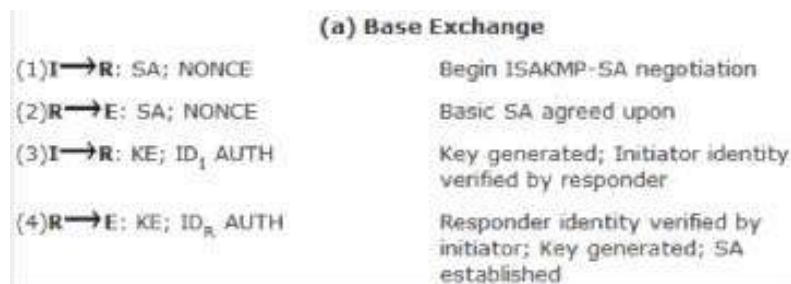 (a) Base Exchange
(1)I→R: SA; NONCE Begin ISAKMP-SA negotiation
(2)R→E: SA; NONCE Basic SA agreed upon
(3)I→R: KE; ID_I AUTH Key generated; Initiator identity
verified by responder
(4)R→E: KE; ID_R AUTH Responder identity verified by
initiator; Key generated; SA
established